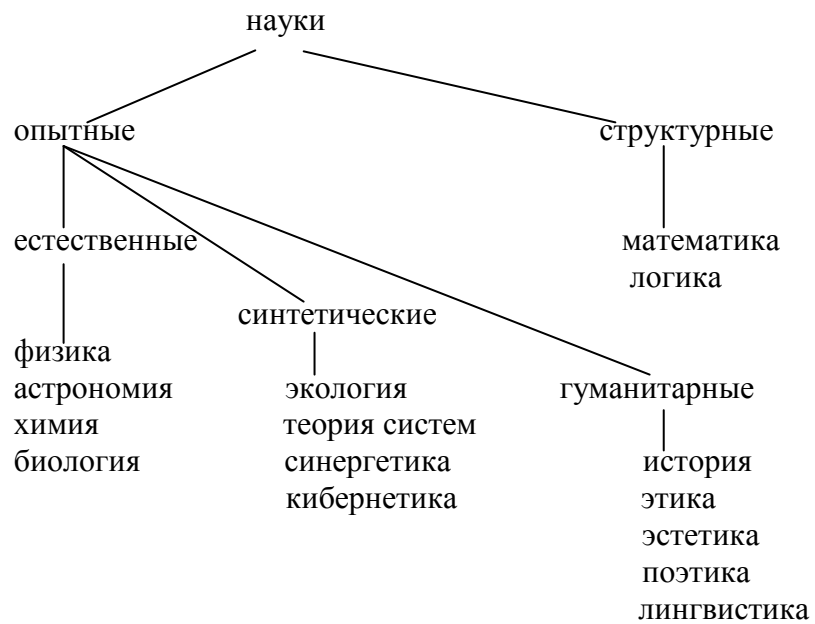 науки
опытные
структурные
естественные
математика
логика
синтетические
физика
астрономия
химия
биология
экология
теория систем
синергетика
кибернетика
гуманитарные
история
этика
эстетика
поэтика
лингвистика